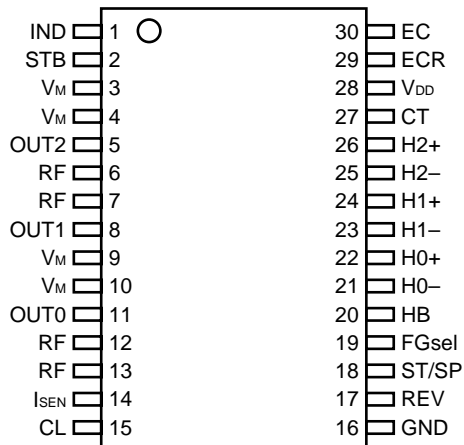 IND 1 30 EC
STB 2 29 ECR
VM 3 28 VDD
VM 4 27 CT
OUT2 5 26 H2+
RF 6 25 H2–
RF 7 24 H1+
OUT1 8 23 H1–
VM 9 22 H0+
VM 10 21 H0–
OUT0 11 20 HB
RF 12 19 FGsel
RF 13 18 ST/SP
ISEN 14 17 REV
CL 15 16 GND